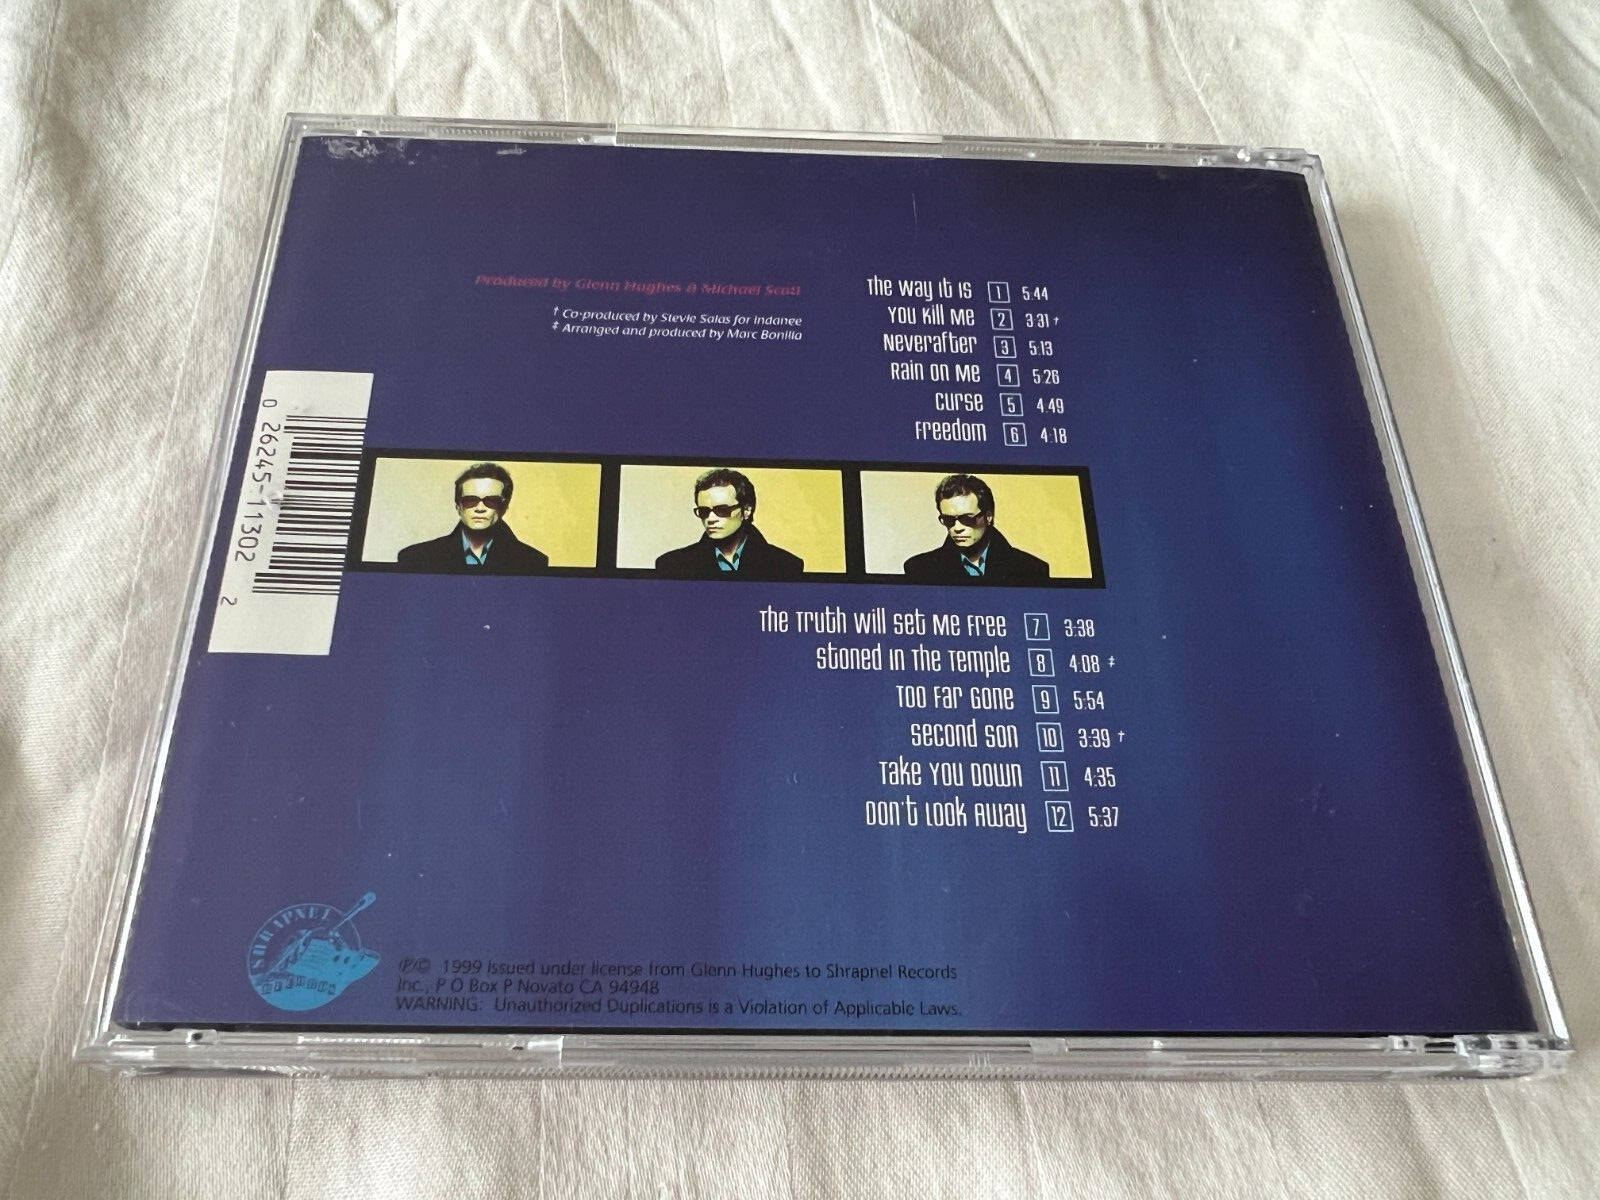 Produced by Glenn Hughes & Michael Scott
† Co-produced by Stevie Salas for Indanee
‡ Arranged and produced by Marc Bonilla
The Way It Is 1 5:44
You Kill Me 2 3:31 †
Neverafter 3 5:13
Rain On Me 4 5:26
Curse 5 4:49
Freedom 6 4:18
0 26245-11302 2
The Truth Will Set Me Free 7 3:38
Stoned In The Temple 8 4:08 ‡
Too Far Gone 9 5:54
Second Son 10 3:39 †
Take You Down 11 4:35
Don't Look Away 12 5:37
SHRAPNEL
RECORDS
℗© 1999 Issued under license from Glenn Hughes to Shrapnel Records
Inc., P O Box P Novato CA 94948
WARNING: Unauthorized Duplications is a Violation of Applicable Laws.